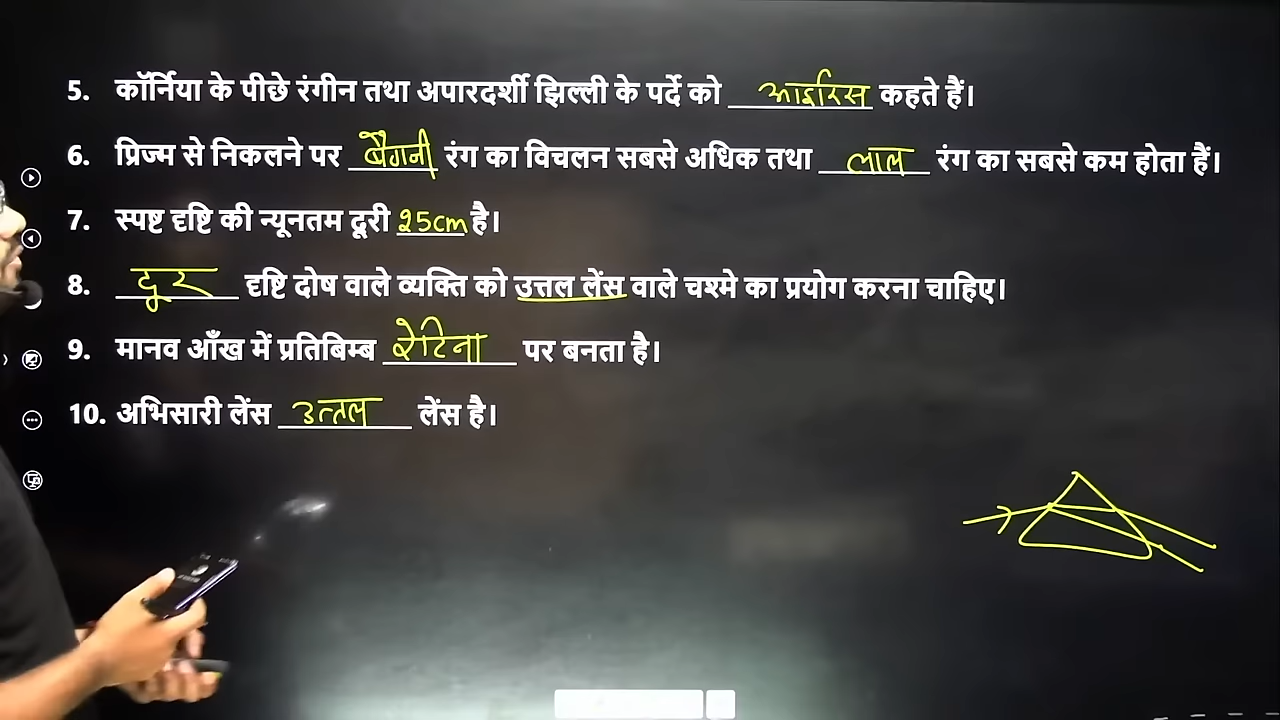 5. कॉर्निया के पीछे रंगीन तथा अपारदर्शी झिल्ली के पर्दे को आइरिस कहते हैं।
6. प्रिज्म से निकलने पर बैगनी रंग का विचलन सबसे अधिक तथा लाल रंग का सबसे कम होता हैं।
7. स्पष्ट दृष्टि की न्यूनतम दूरी 25cm है।
8. दूर दृष्टि दोष वाले व्यक्ति को उत्तल लेंस वाले चश्मे का प्रयोग करना चाहिए।
9. मानव आँख में प्रतिबिम्ब रेटिना पर बनता है।
10. अभिसारी लेंस उत्तल लेंस है।